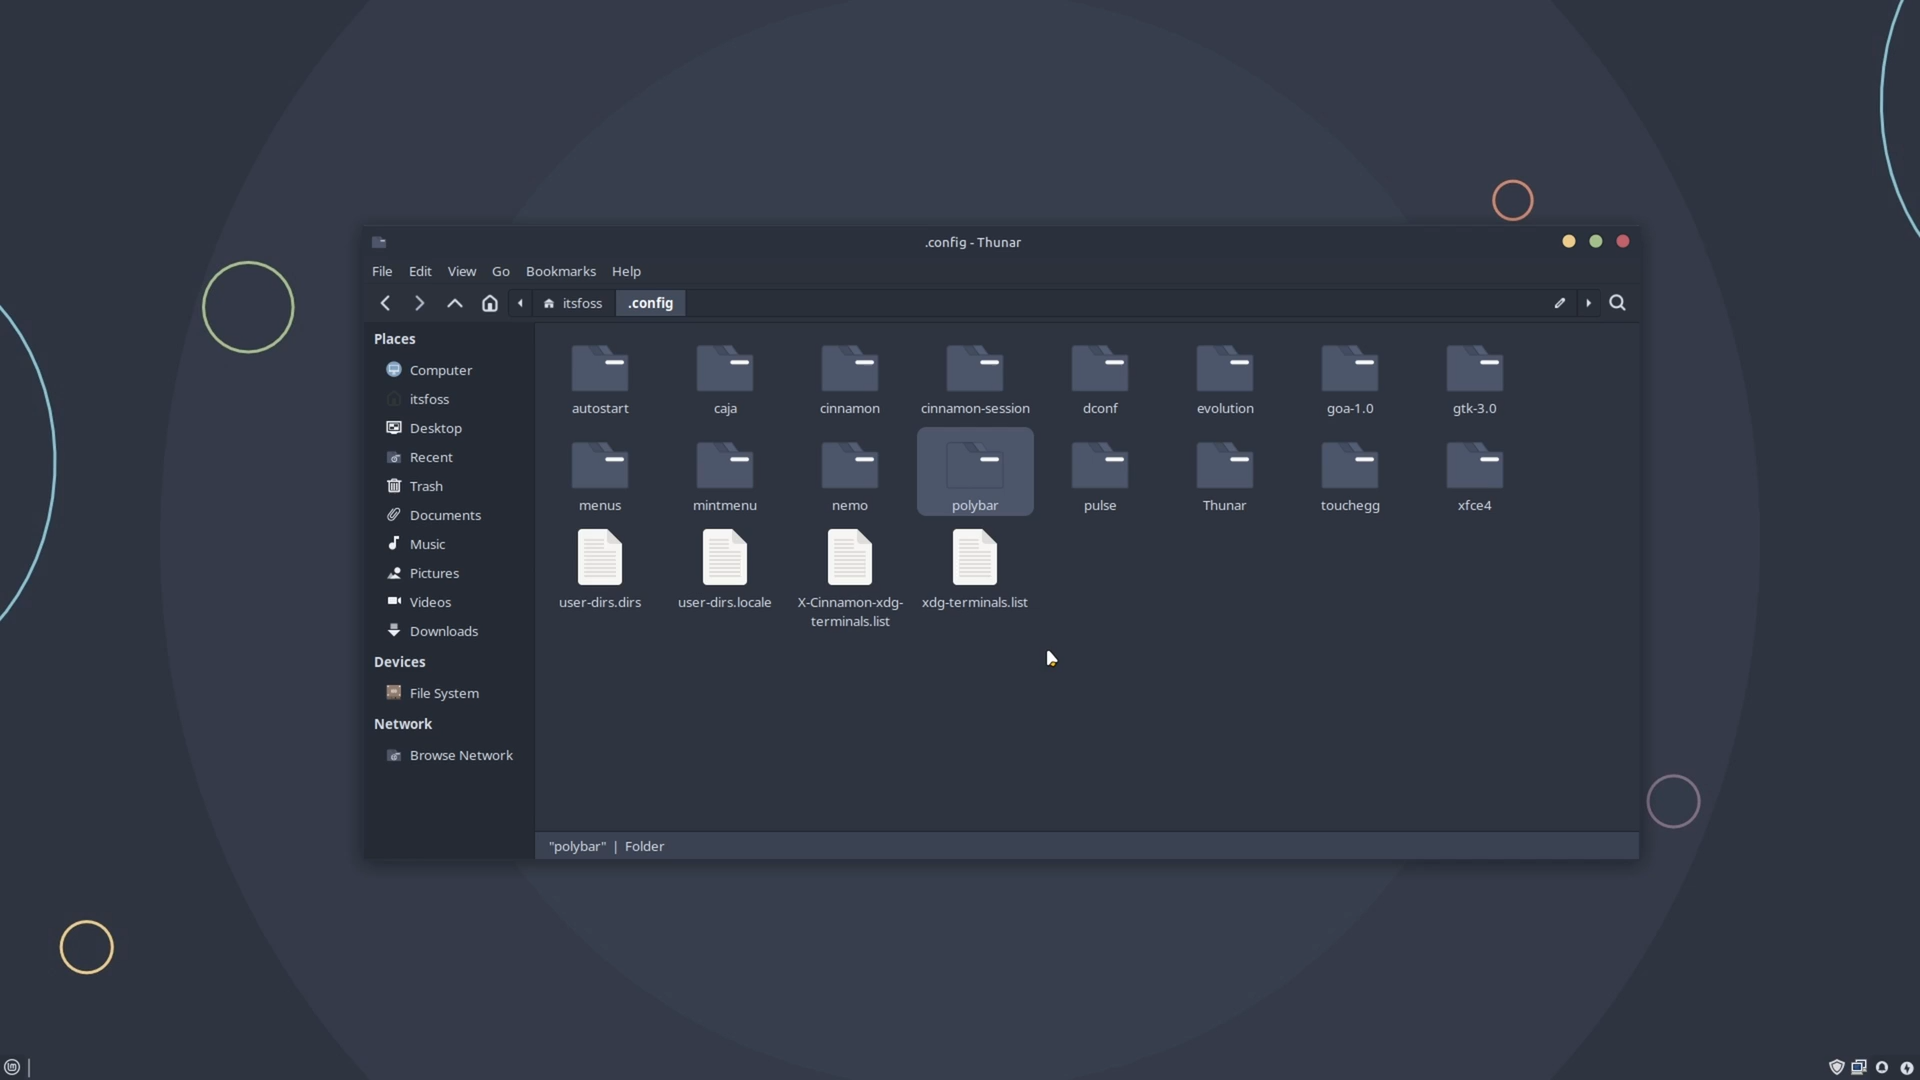 .config - Thunar
File Edit View Go Bookmarks Help
itsfoss .config
Places
Computer
itsfoss
Desktop
Recent
Trash
Documents
Music
Pictures
Videos
Downloads
Devices
File System
Network
Browse Network
autostart caja cinnamon cinnamon-session dconf evolution goa-1.0 gtk-3.0
menus mintmenu nemo polybar pulse Thunar touchegg xfce4
user-dirs.dirs user-dirs.locale X-Cinnamon-xdg- xdg-terminals.list
terminals.list
"polybar" | Folder